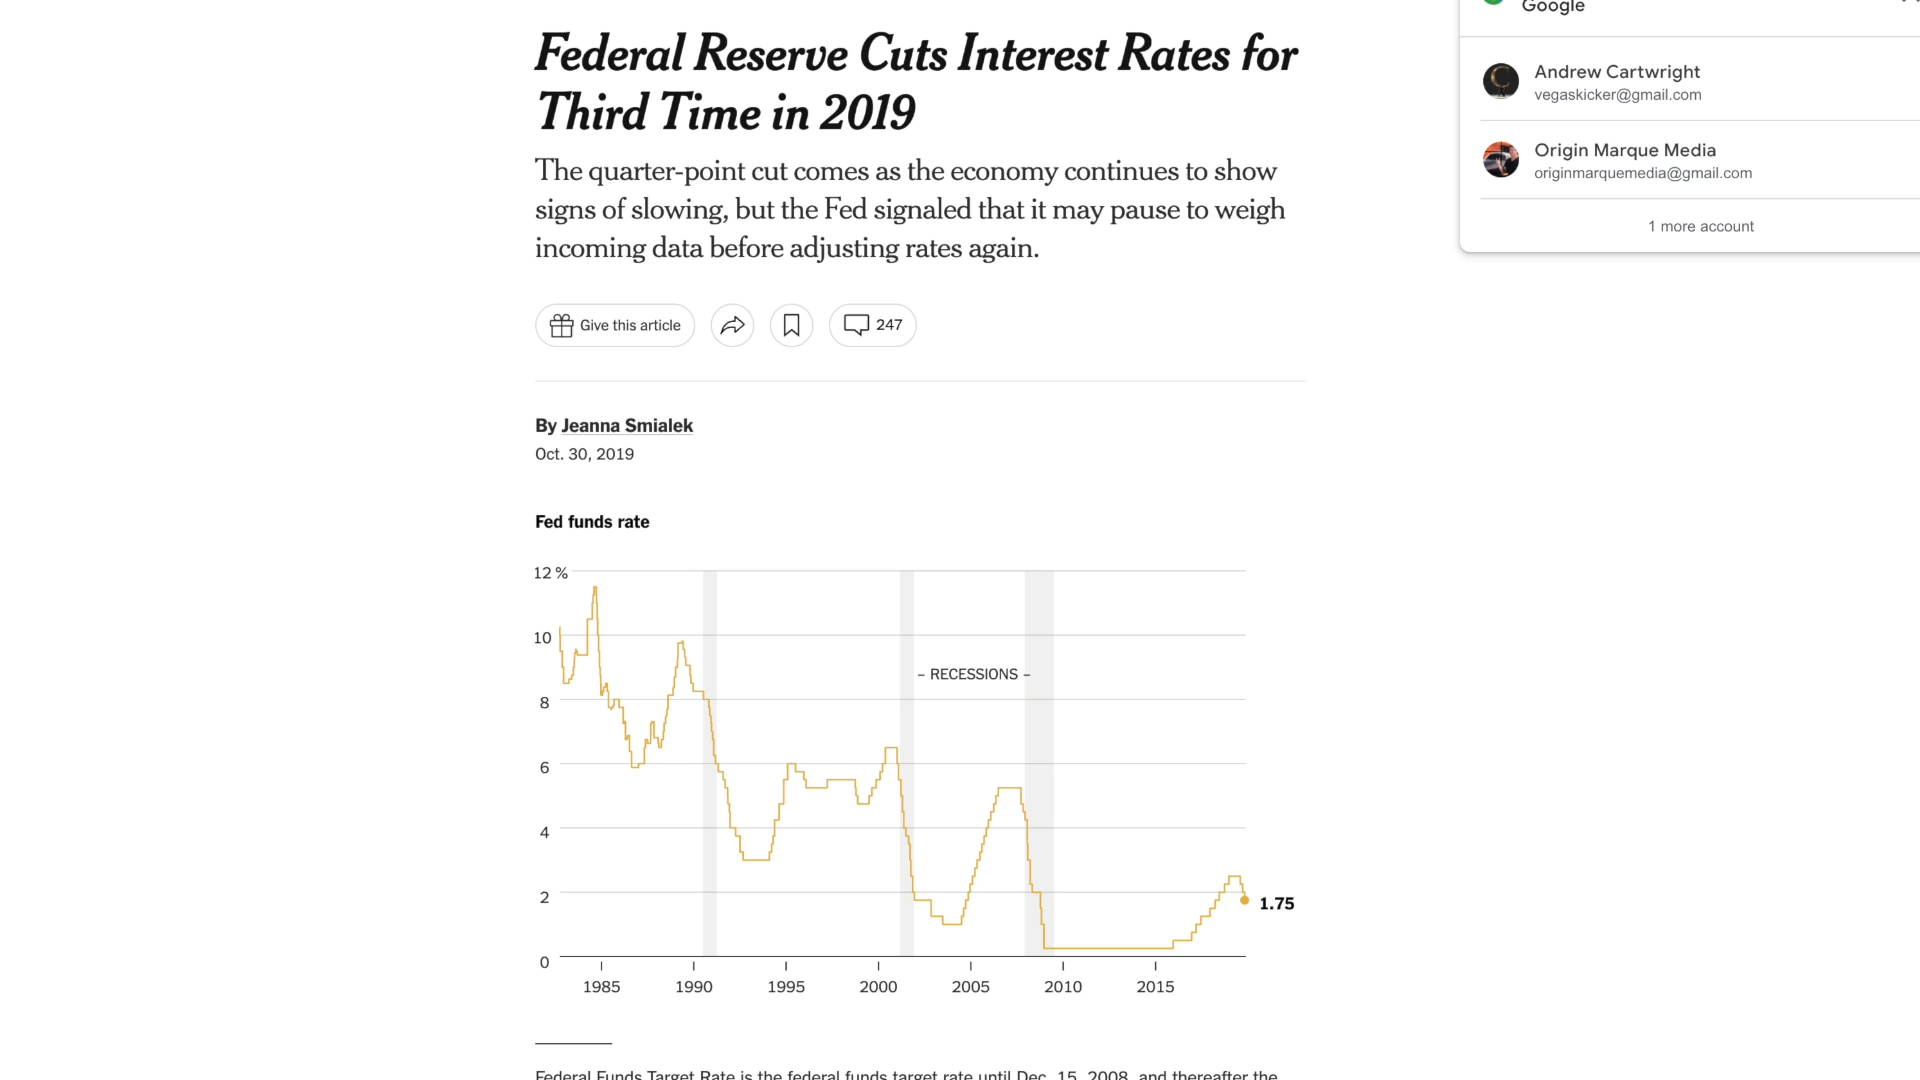 Federal Reserve Cuts Interest Rates for
Third Time in 2019
The quarter-point cut comes as the economy continues to show
signs of slowing, but the Fed signaled that it may pause to weigh
incoming data before adjusting rates again.
Give this article
247
By Jeanna Smialek
Oct. 30, 2019
Fed funds rate
12 %
10
8
6
4
2
0
– RECESSIONS –
1.75
1985
1990
1995
2000
2005
2010
2015
Federal Funds Target Rate is the federal funds target rate until Dec. 15, 2008, and thereafter the
Google
Andrew Cartwright
vegaskicker@gmail.com
Origin Marque Media
originmarquemedia@gmail.com
1 more account